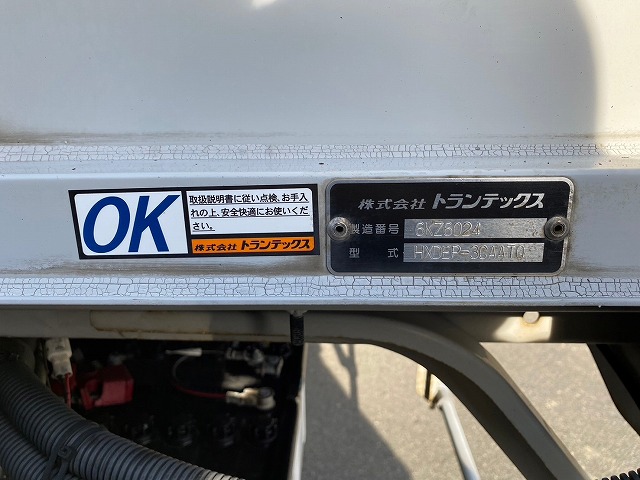 OK
取扱説明書に従い点検、お手入
れの上、安全快適にお使いくだ
さい。
株式会社 トランテックス
株式会社 トランテックス
製造番号 6XZ6024
型式